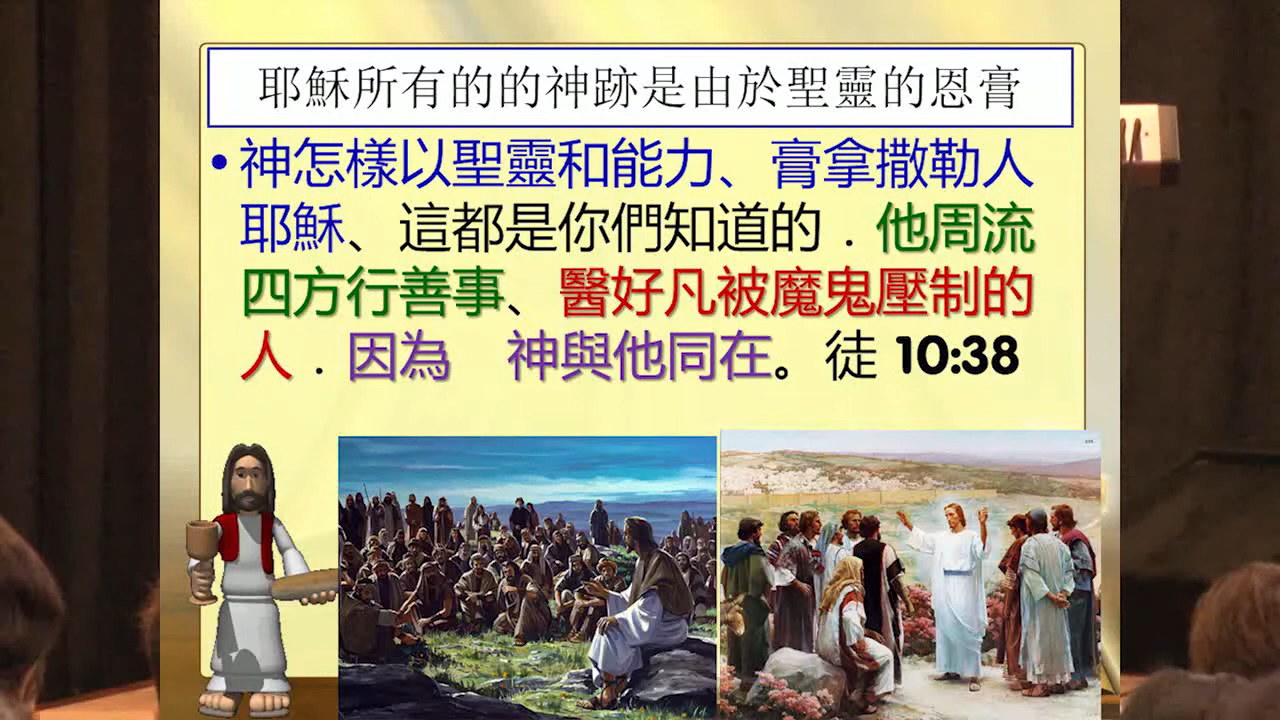 耶穌所有的的神跡是由於聖靈的恩膏
• 神怎樣以聖靈和能力、膏拿撒勒人
耶穌、這都是你們知道的．他周流
四方行善事、醫好凡被魔鬼壓制的
人．因為　神與他同在。徒 10:38